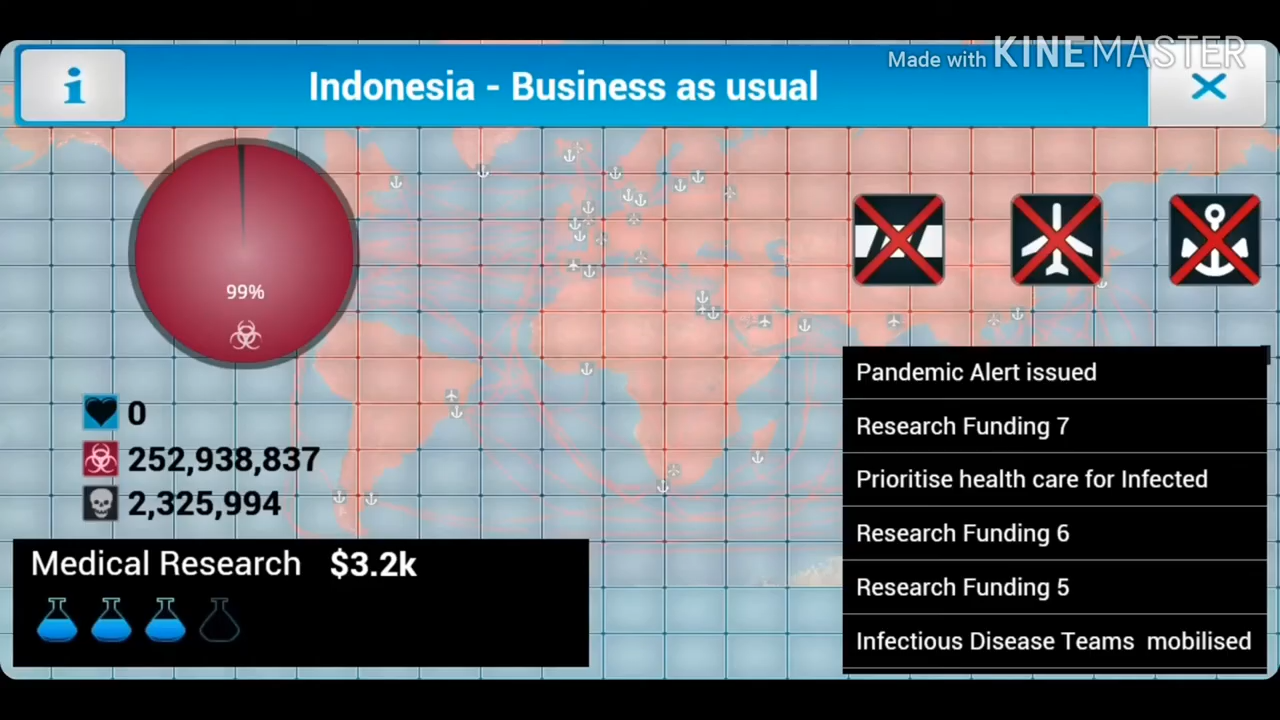 Made with KINEMASTER
i Indonesia - Business as usual X
99%
0
252,938,837
2,325,994
Medical Research $3.2k
Pandemic Alert issued
Research Funding 7
Prioritise health care for Infected
Research Funding 6
Research Funding 5
Infectious Disease Teams mobilised